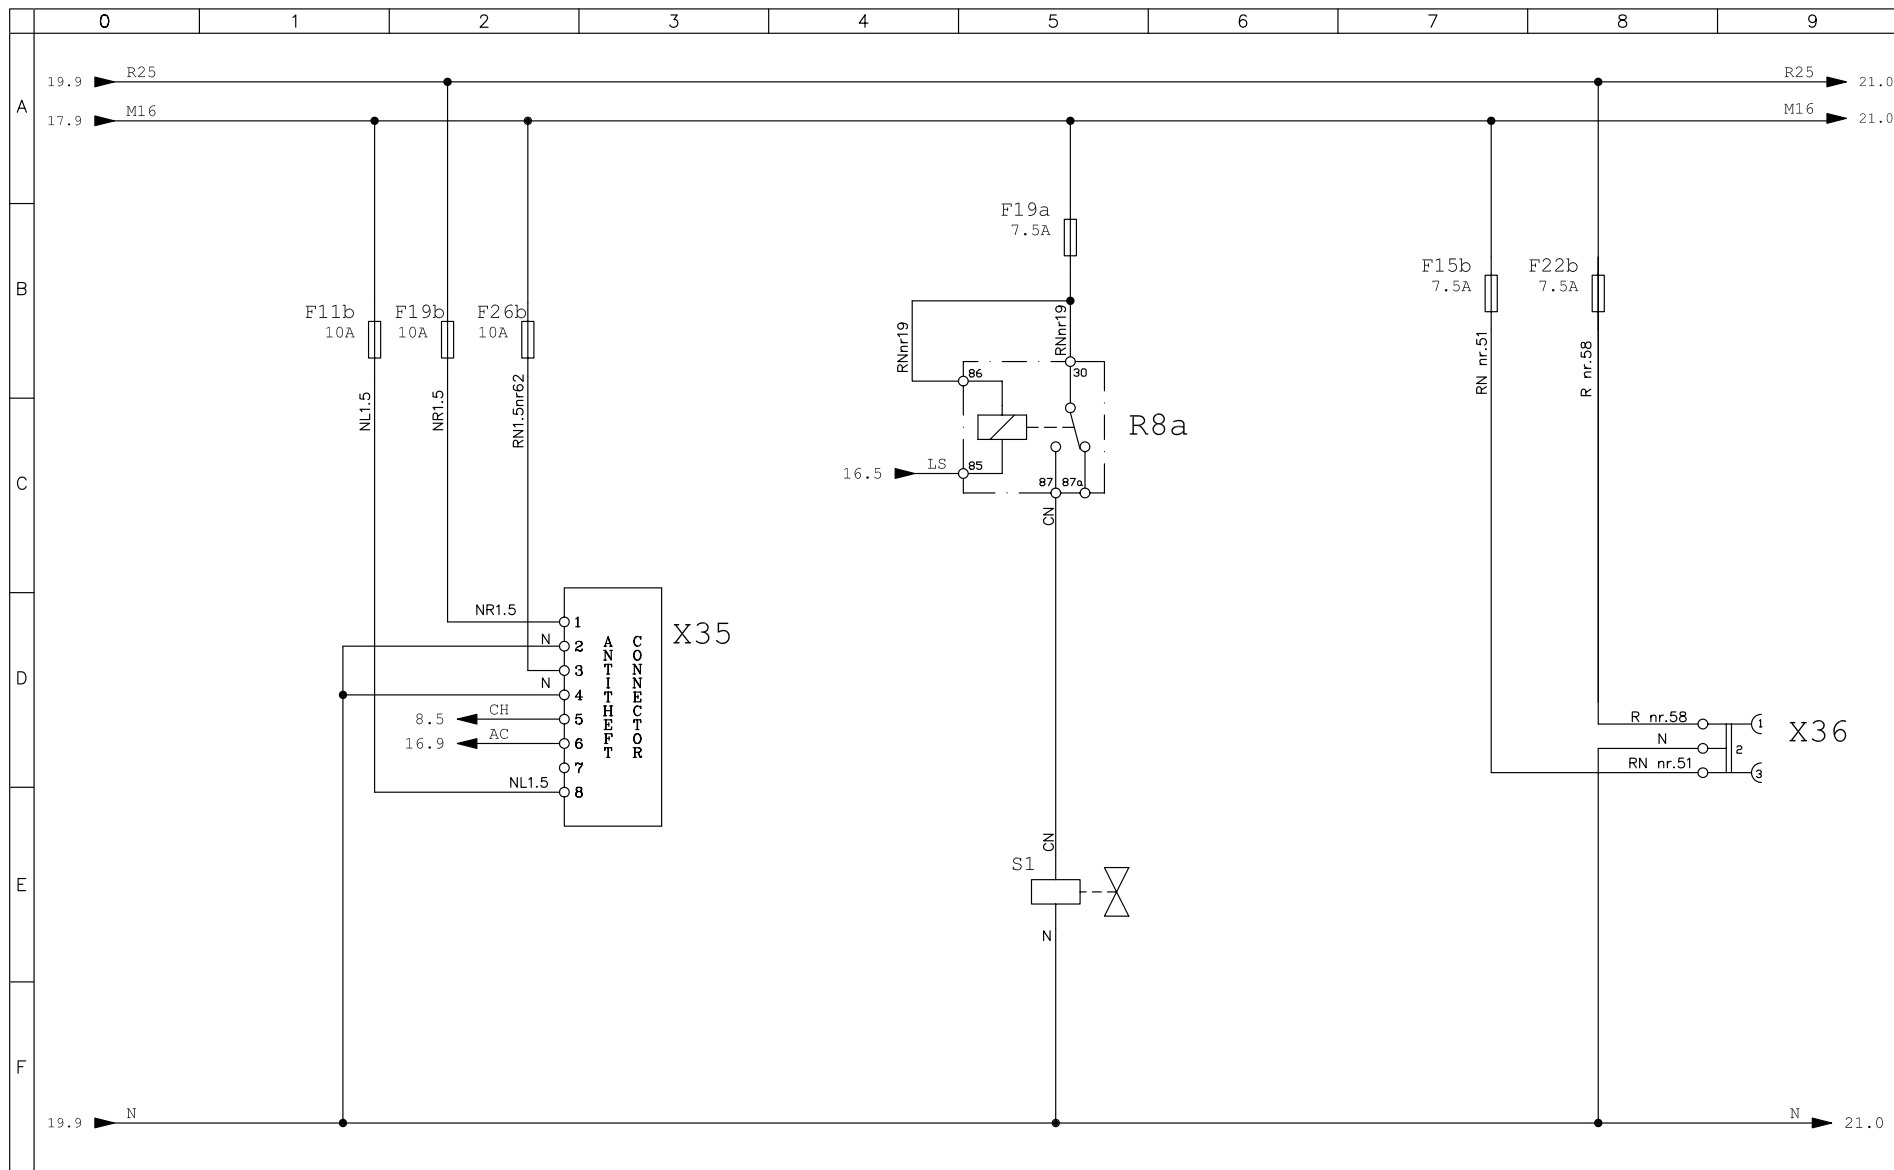 0 1 2 3 4 5 6 7 8 9
A
B
C
D
E
F
19.9 R25 R25 21.0
17.9 M16 M16 21.0
F19a
7.5A
F15b
7.5A
F22b
7.5A
F11b
10A
F19b
10A
F26b
10A
RNnr19
RNnr19
RN nr.51
R nr.58
NL1.5
NR1.5
RN1.5nr62
86
30
R8a
16.5 LS 85
87 87a
CN
NR1.5 1
N 2
3
N 4
8.5 CH 5
16.9 AC 6
7
NL1.5 8
ANTITHEFT
CONNECTOR
X35
R nr.58 1
N 2
RN nr.51 3
X36
CN
S1
N
19.9 N N 21.0